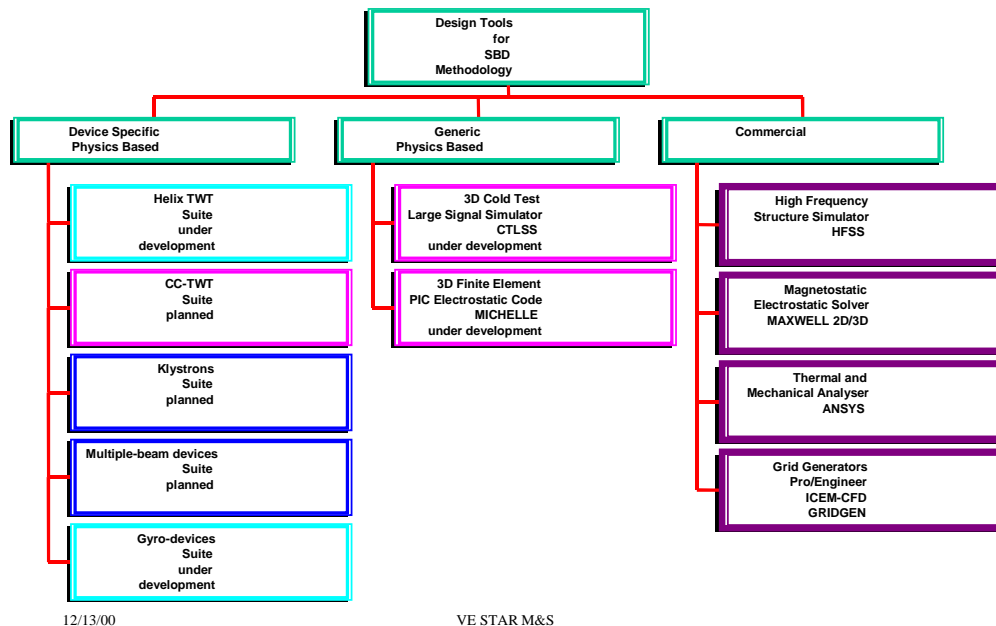 Design Tools
for
SBD
Methodology
Device Specific
Physics Based
Generic
Physics Based
Commercial
Helix TWT
Suite
under
development
CC-TWT
Suite
planned
Klystrons
Suite
planned
Multiple-beam devices
Suite
planned
Gyro-devices
Suite
under
development
3D Cold Test
Large Signal Simulator
CTLSS
under development
3D Finite Element
PIC Electrostatic Code
MICHELLE
under development
High Frequency
Structure Simulator
HFSS
Magnetostatic
Electrostatic Solver
MAXWELL 2D/3D
Thermal and
Mechanical Analyser
ANSYS
Grid Generators
Pro/Engineer
ICEM-CFD
GRIDGEN
12/13/00
VE STAR M&S